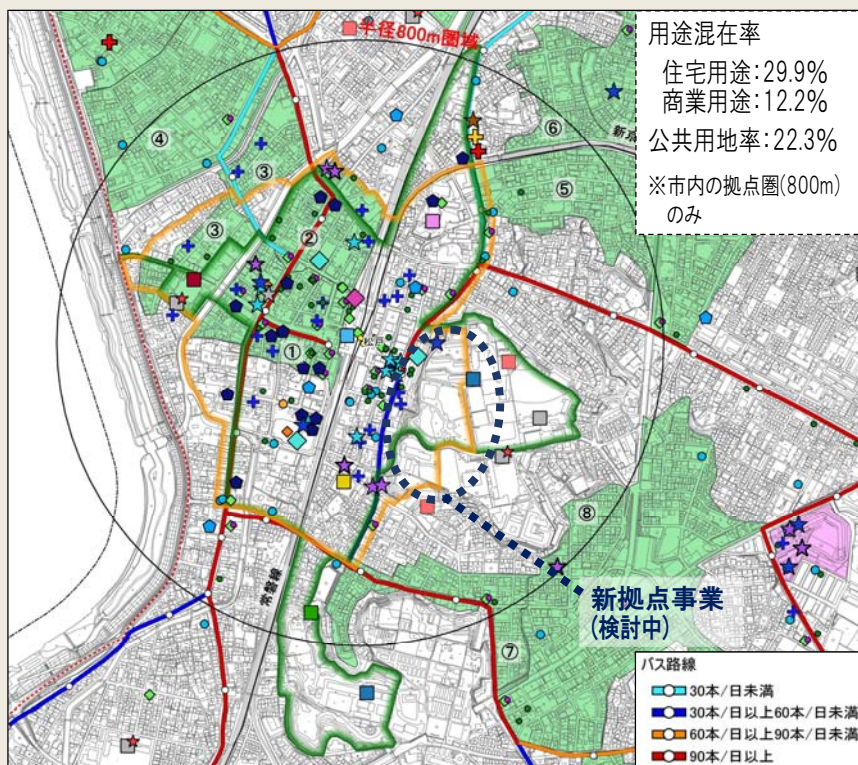 半径800m圏域
用途混在率
住宅用途:29.9%
商業用途:12.2%
公共用地率:22.3%
※市内の拠点圏(800m)
のみ
④
③
⑥
⑤
③
②
①
⑧
常磐線
新拠点事業
(検討中)
⑦
バス路線
30本/日未満
30本/日以上60本/日未満
60本/日以上90本/日未満
90本/日以上